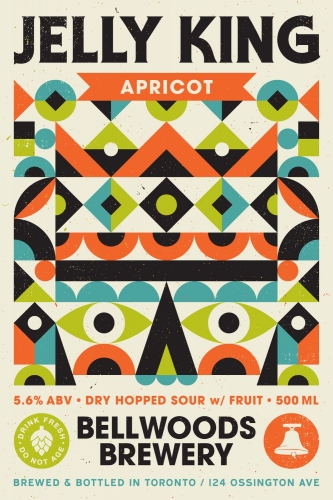 JELLY KING
APRICOT
5.6% ABV • DRY HOPPED SOUR w/ FRUIT • 500 ML
DRINK FRESH •
DO NOT AGE •
BELLWOODS
BREWERY
BREWED & BOTTLED IN TORONTO / 124 OSSINGTON AVE